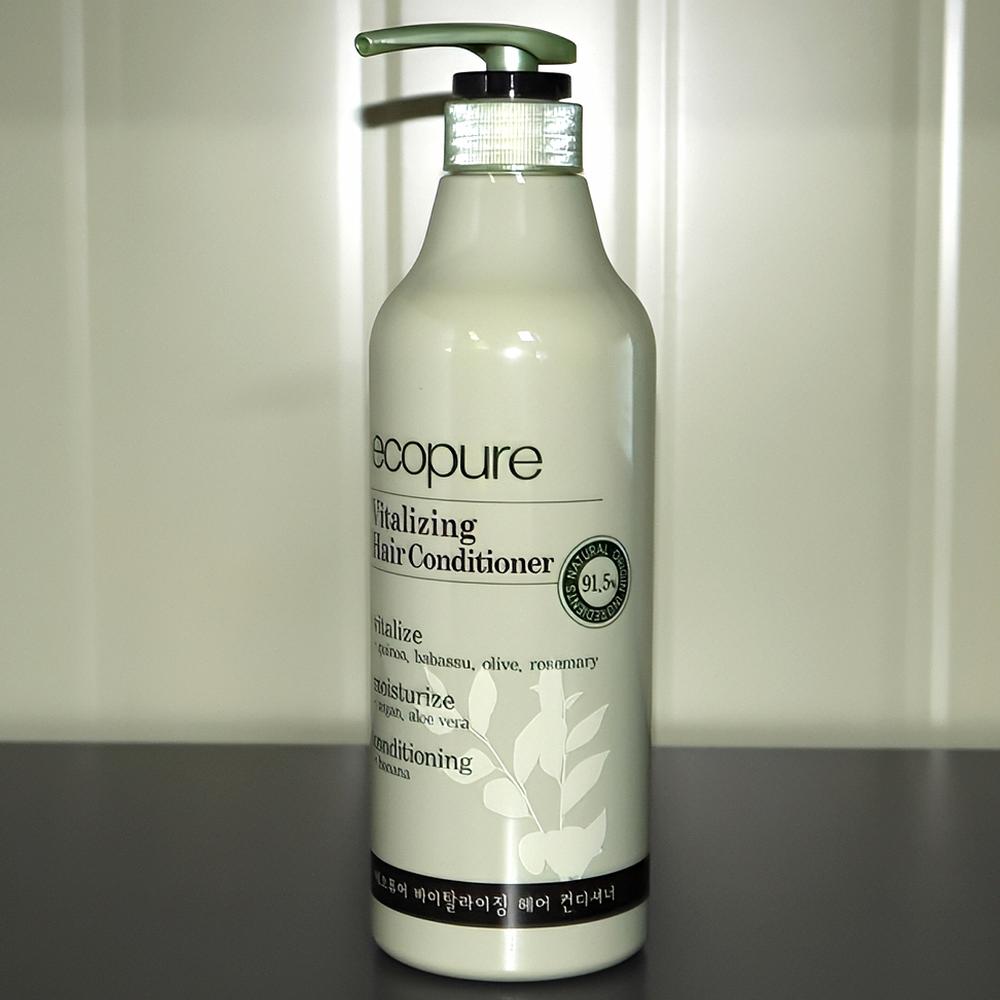 ecopure
Vitalizing
Hair Conditioner
NATURAL ORIGIN INGREDIENTS
91.5%
vitalize
- quinoa, babassu, olive, rosemary
moisturize
- argan, aloe vera
conditioning
- banana
에코퓨어 바이탈라이징 헤어 컨디셔너